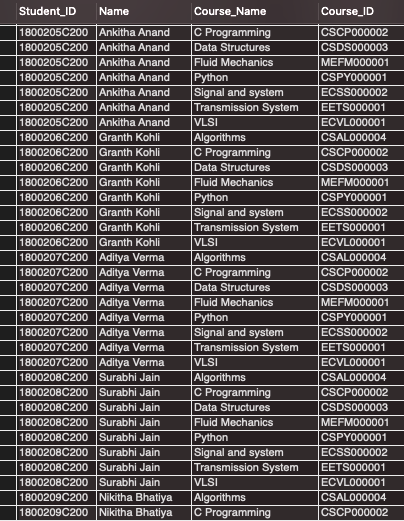 Student_ID Name Course_Name Course_ID
1800205C200 Ankitha Anand C Programming CSCP000002
1800205C200 Ankitha Anand Data Structures CSDS000003
1800205C200 Ankitha Anand Fluid Mechanics MEFM000001
1800205C200 Ankitha Anand Python CSPY000001
1800205C200 Ankitha Anand Signal and system ECSS000002
1800205C200 Ankitha Anand Transmission System EETS000001
1800205C200 Ankitha Anand VLSI ECVL000001
1800206C200 Granth Kohli Algorithms CSAL000004
1800206C200 Granth Kohli C Programming CSCP000002
1800206C200 Granth Kohli Data Structures CSDS000003
1800206C200 Granth Kohli Fluid Mechanics MEFM000001
1800206C200 Granth Kohli Python CSPY000001
1800206C200 Granth Kohli Signal and system ECSS000002
1800206C200 Granth Kohli Transmission System EETS000001
1800206C200 Granth Kohli VLSI ECVL000001
1800207C200 Aditya Verma Algorithms CSAL000004
1800207C200 Aditya Verma C Programming CSCP000002
1800207C200 Aditya Verma Data Structures CSDS000003
1800207C200 Aditya Verma Fluid Mechanics MEFM000001
1800207C200 Aditya Verma Python CSPY000001
1800207C200 Aditya Verma Signal and system ECSS000002
1800207C200 Aditya Verma Transmission System EETS000001
1800207C200 Aditya Verma VLSI ECVL000001
1800208C200 Surabhi Jain Algorithms CSAL000004
1800208C200 Surabhi Jain C Programming CSCP000002
1800208C200 Surabhi Jain Data Structures CSDS000003
1800208C200 Surabhi Jain Fluid Mechanics MEFM000001
1800208C200 Surabhi Jain Python CSPY000001
1800208C200 Surabhi Jain Signal and system ECSS000002
1800208C200 Surabhi Jain Transmission System EETS000001
1800208C200 Surabhi Jain VLSI ECVL000001
1800209C200 Nikitha Bhatiya Algorithms CSAL000004
1800209C200 Nikitha Bhatiya C Programming CSCP000002